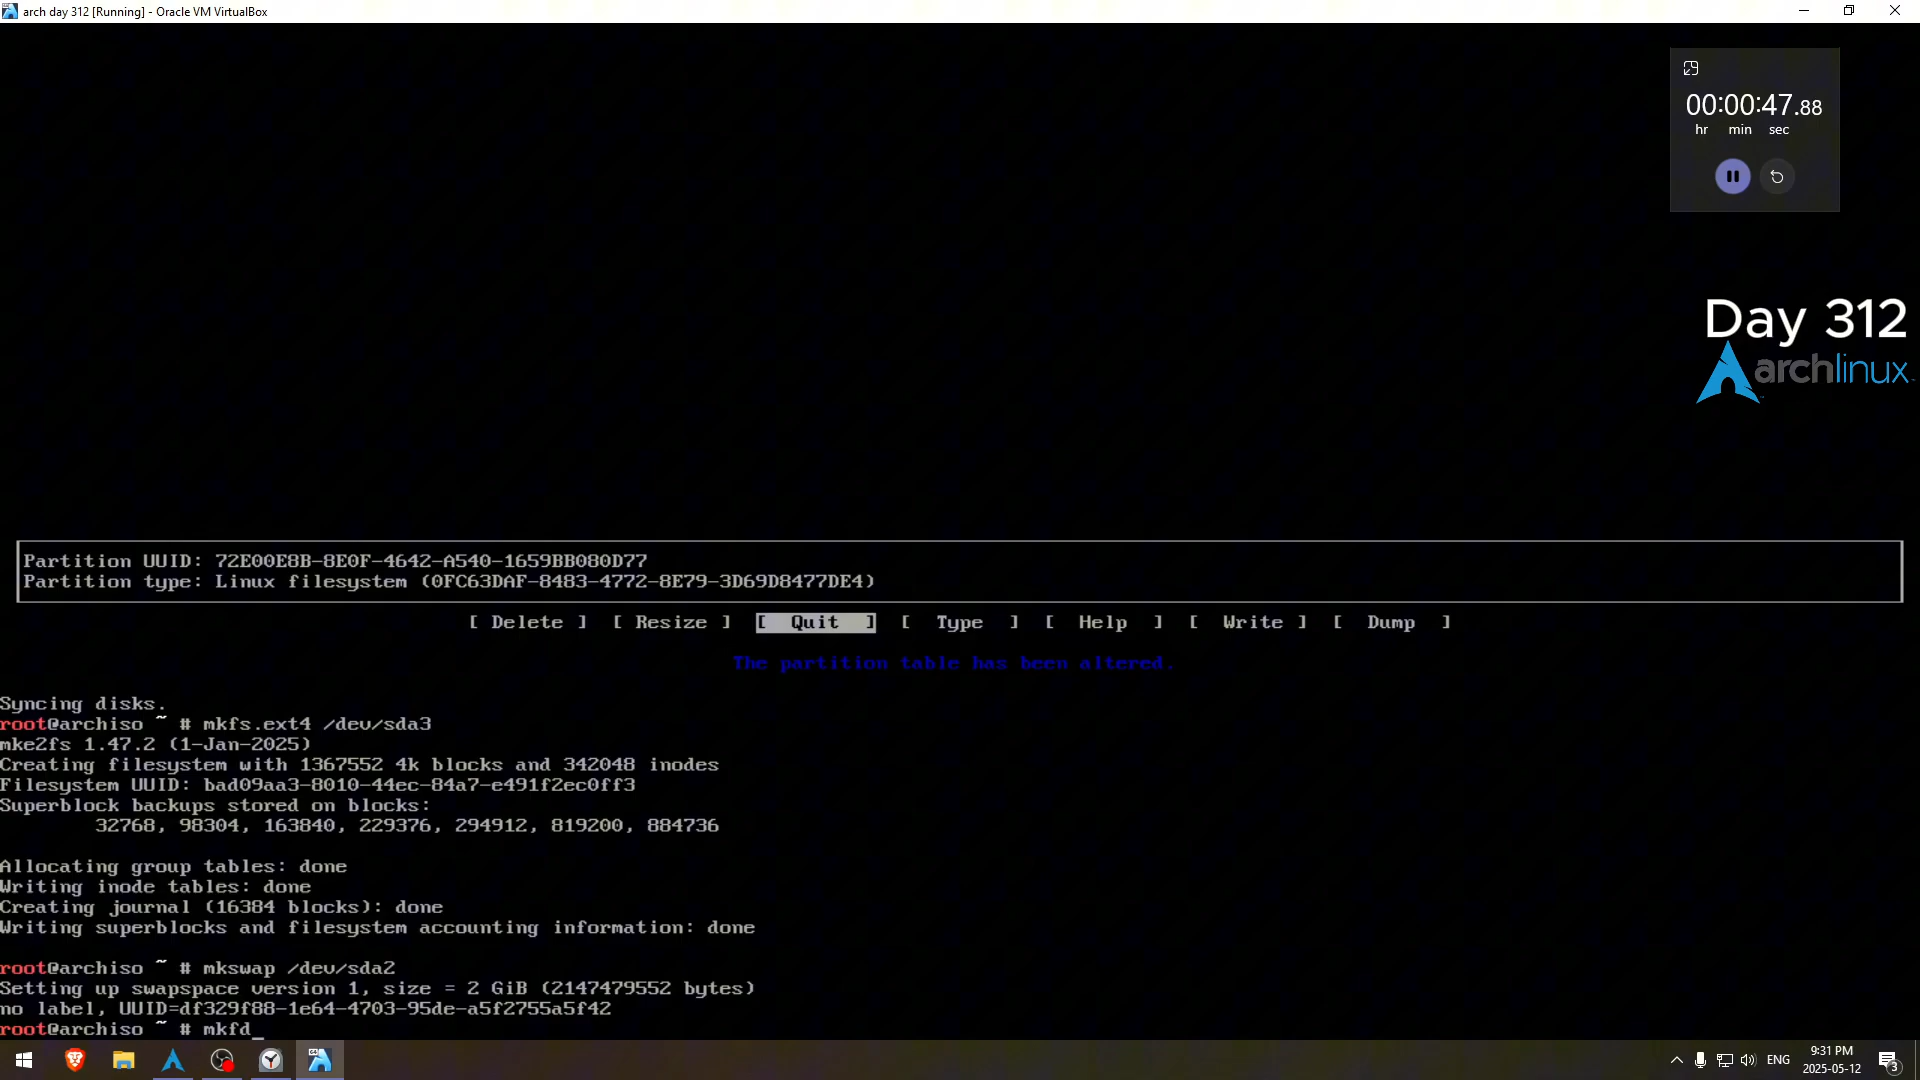 arch day 312 [Running] - Oracle VM VirtualBox
00:00:47.88
hr min sec
Day 312
archlinux
Partition UUID: 72E00E8B-8E0F-4642-A540-1659BB080D77
Partition type: Linux filesystem (0FC63DAF-8483-4772-8E79-3D69D8477DE4)
[ Delete ] [ Resize ] [ Quit ] [ Type ] [ Help ] [ Write ] [ Dump ]
The partition table has been altered.
Syncing disks.
root@archiso ~ # mkfs.ext4 /dev/sda3
mke2fs 1.47.2 (1-Jan-2025)
Creating filesystem with 1367552 4k blocks and 342048 inodes
Filesystem UUID: bad09aa3-8010-44ec-84a7-e491f2ec0ff3
Superblock backups stored on blocks:
32768, 98304, 163840, 229376, 294912, 819200, 884736
Allocating group tables: done
Writing inode tables: done
Creating journal (16384 blocks): done
Writing superblocks and filesystem accounting information: done
root@archiso ~ # mkswap /dev/sda2
Setting up swapspace version 1, size = 2 GiB (2147479552 bytes)
no label, UUID=df329f88-1e64-4703-95de-a5f2755a5f42
root@archiso ~ # mkfd_
ENG
9:31 PM
2025-05-12
3